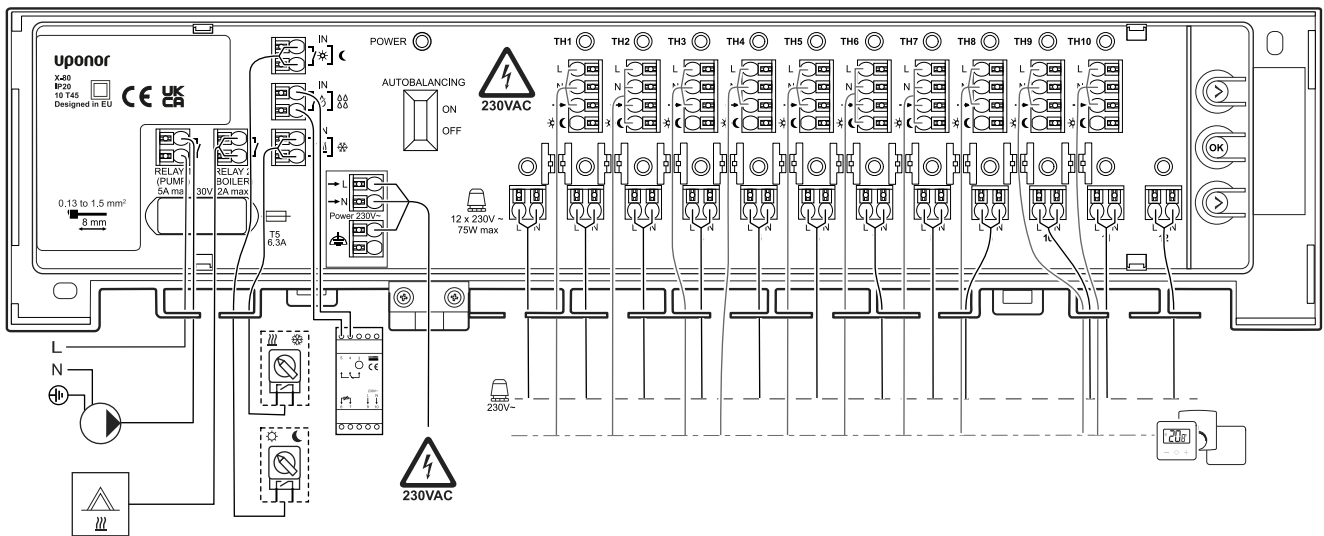 uponor
X-80
IP20
10 T45
Designed in EU
CE UK CA
IN
IN
POWER
AUTOBALANCING
ON
OFF
230VAC
TH1 TH2 TH3 TH4 TH5 TH6 TH7 TH8 TH9 TH10
L L L L L L L L L
N N N N
RELAY 1
(PUMP)
5A max
RELAY 2
(BOILER)
2A max
0.13 to 1.5 mm²
8 mm
T5
6.3A
L
N
Power 230V~
12 x 230V ~
75W max
OK
L N L N L N L N L N L N L N L N L N L N L N L N
10
L
N
230V~
230VAC
20